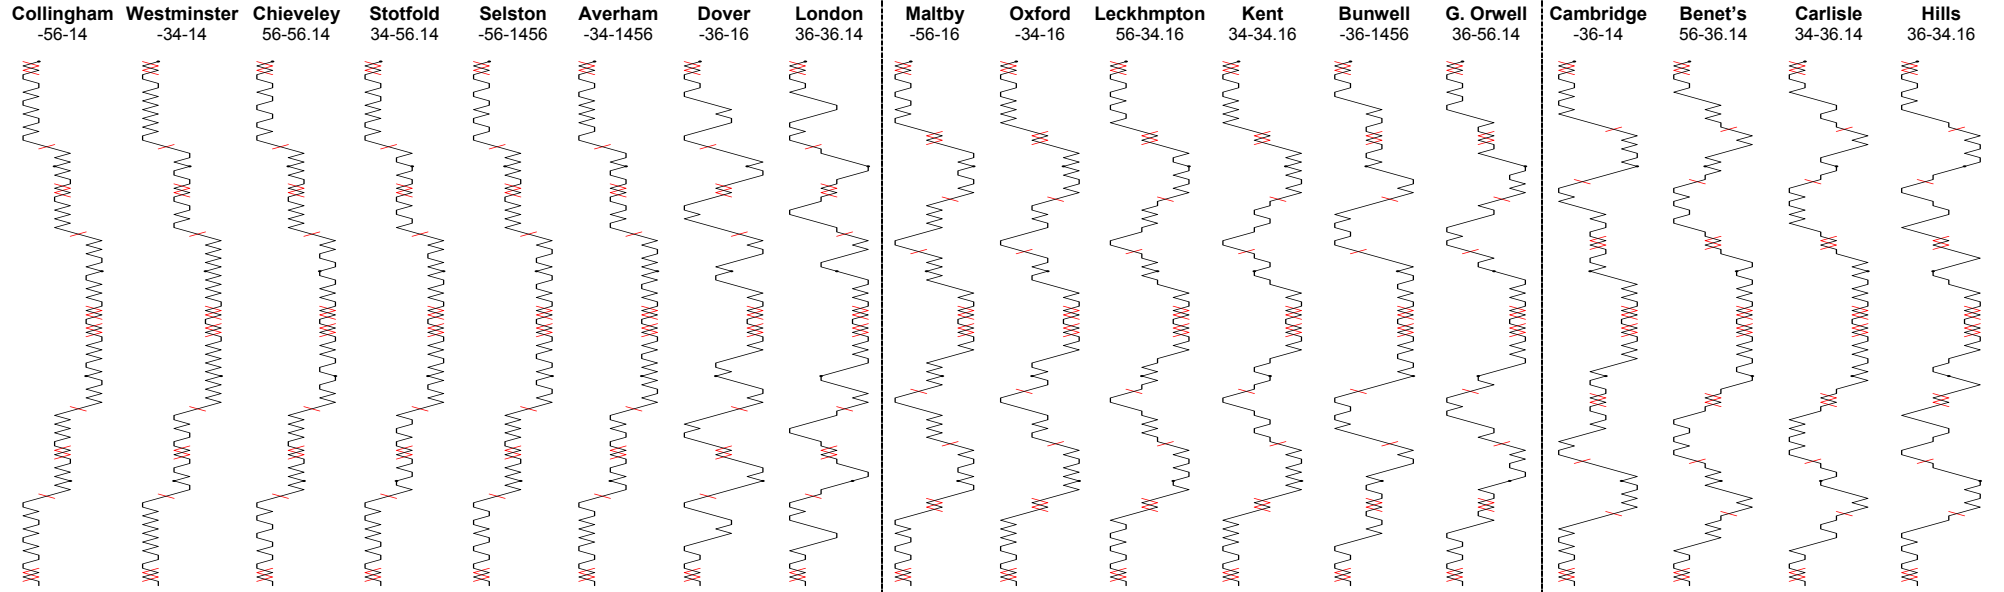 Collingham Westminster Chieveley Stotfold Selston Averham Dover London Maltby Oxford Leckhmpton Kent Bunwell G. Orwell Cambridge Benet's Carlisle Hills
-56-14 -34-14 56-56.14 34-56.14 -56-1456 -34-1456 -36-16 36-36.14 -56-16 -34-16 56-34.16 34-34.16 -36-1456 36-56.14 -36-14 56-36.14 34-36.14 36-34.16